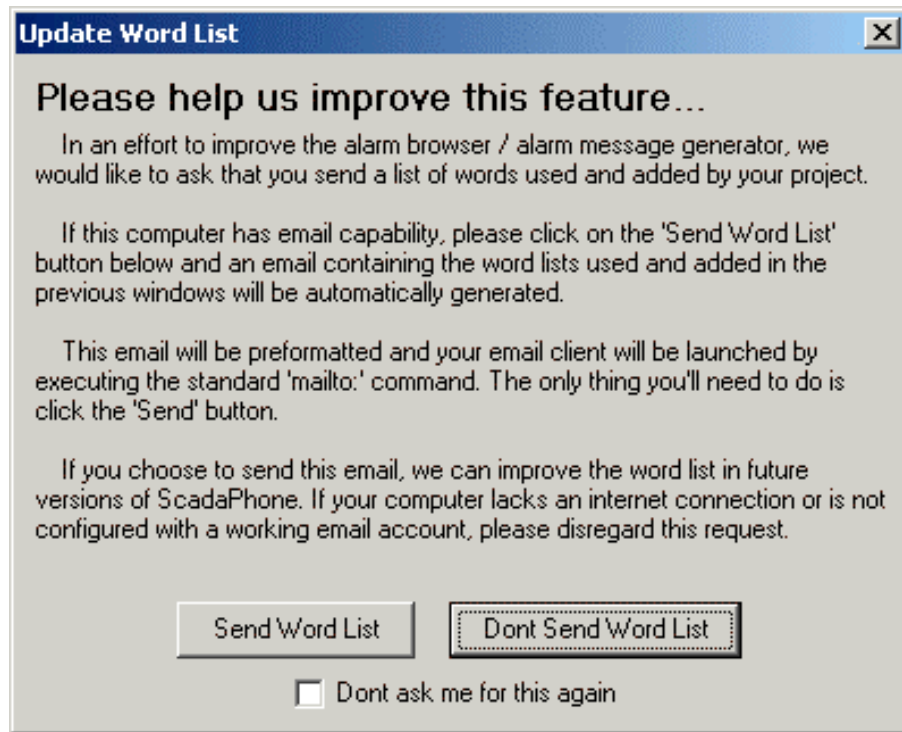 Update Word List
Please help us improve this feature...
In an effort to improve the alarm browser / alarm message generator, we
would like to ask that you send a list of words used and added by your project.
If this computer has email capability, please click on the 'Send Word List'
button below and an email containing the word lists used and added in the
previous windows will be automatically generated.
This email will be preformatted and your email client will be launched by
executing the standard 'mailto:' command. The only thing you'll need to do is
click the 'Send' button.
If you choose to send this email, we can improve the word list in future
versions of ScadaPhone. If your computer lacks an internet connection or is not
configured with a working email account, please disregard this request.
Send Word List
Dont Send Word List
Dont ask me for this again